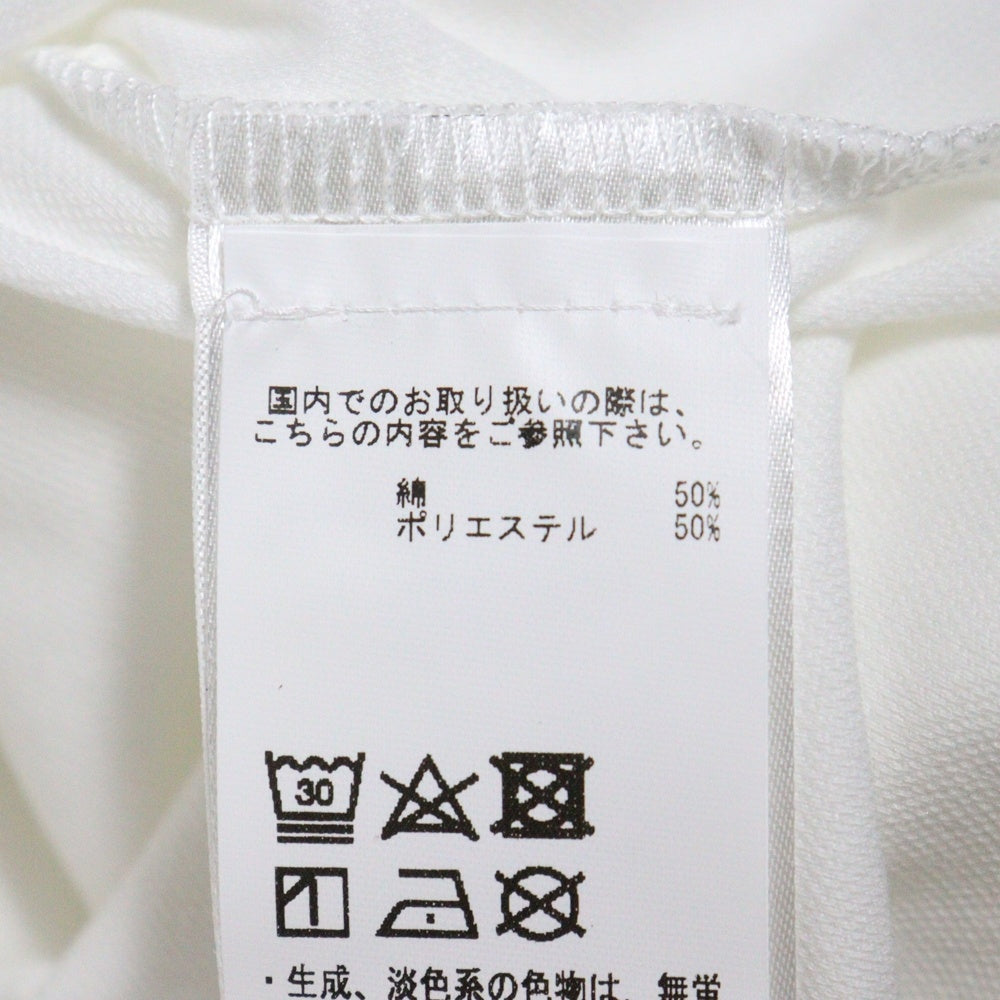 国内でのお取り扱いの際は、
こちらの内容をご参照下さい。
綿 50%
ポリエステル 50%
30
・生成、淡色系の色物は、無蛍